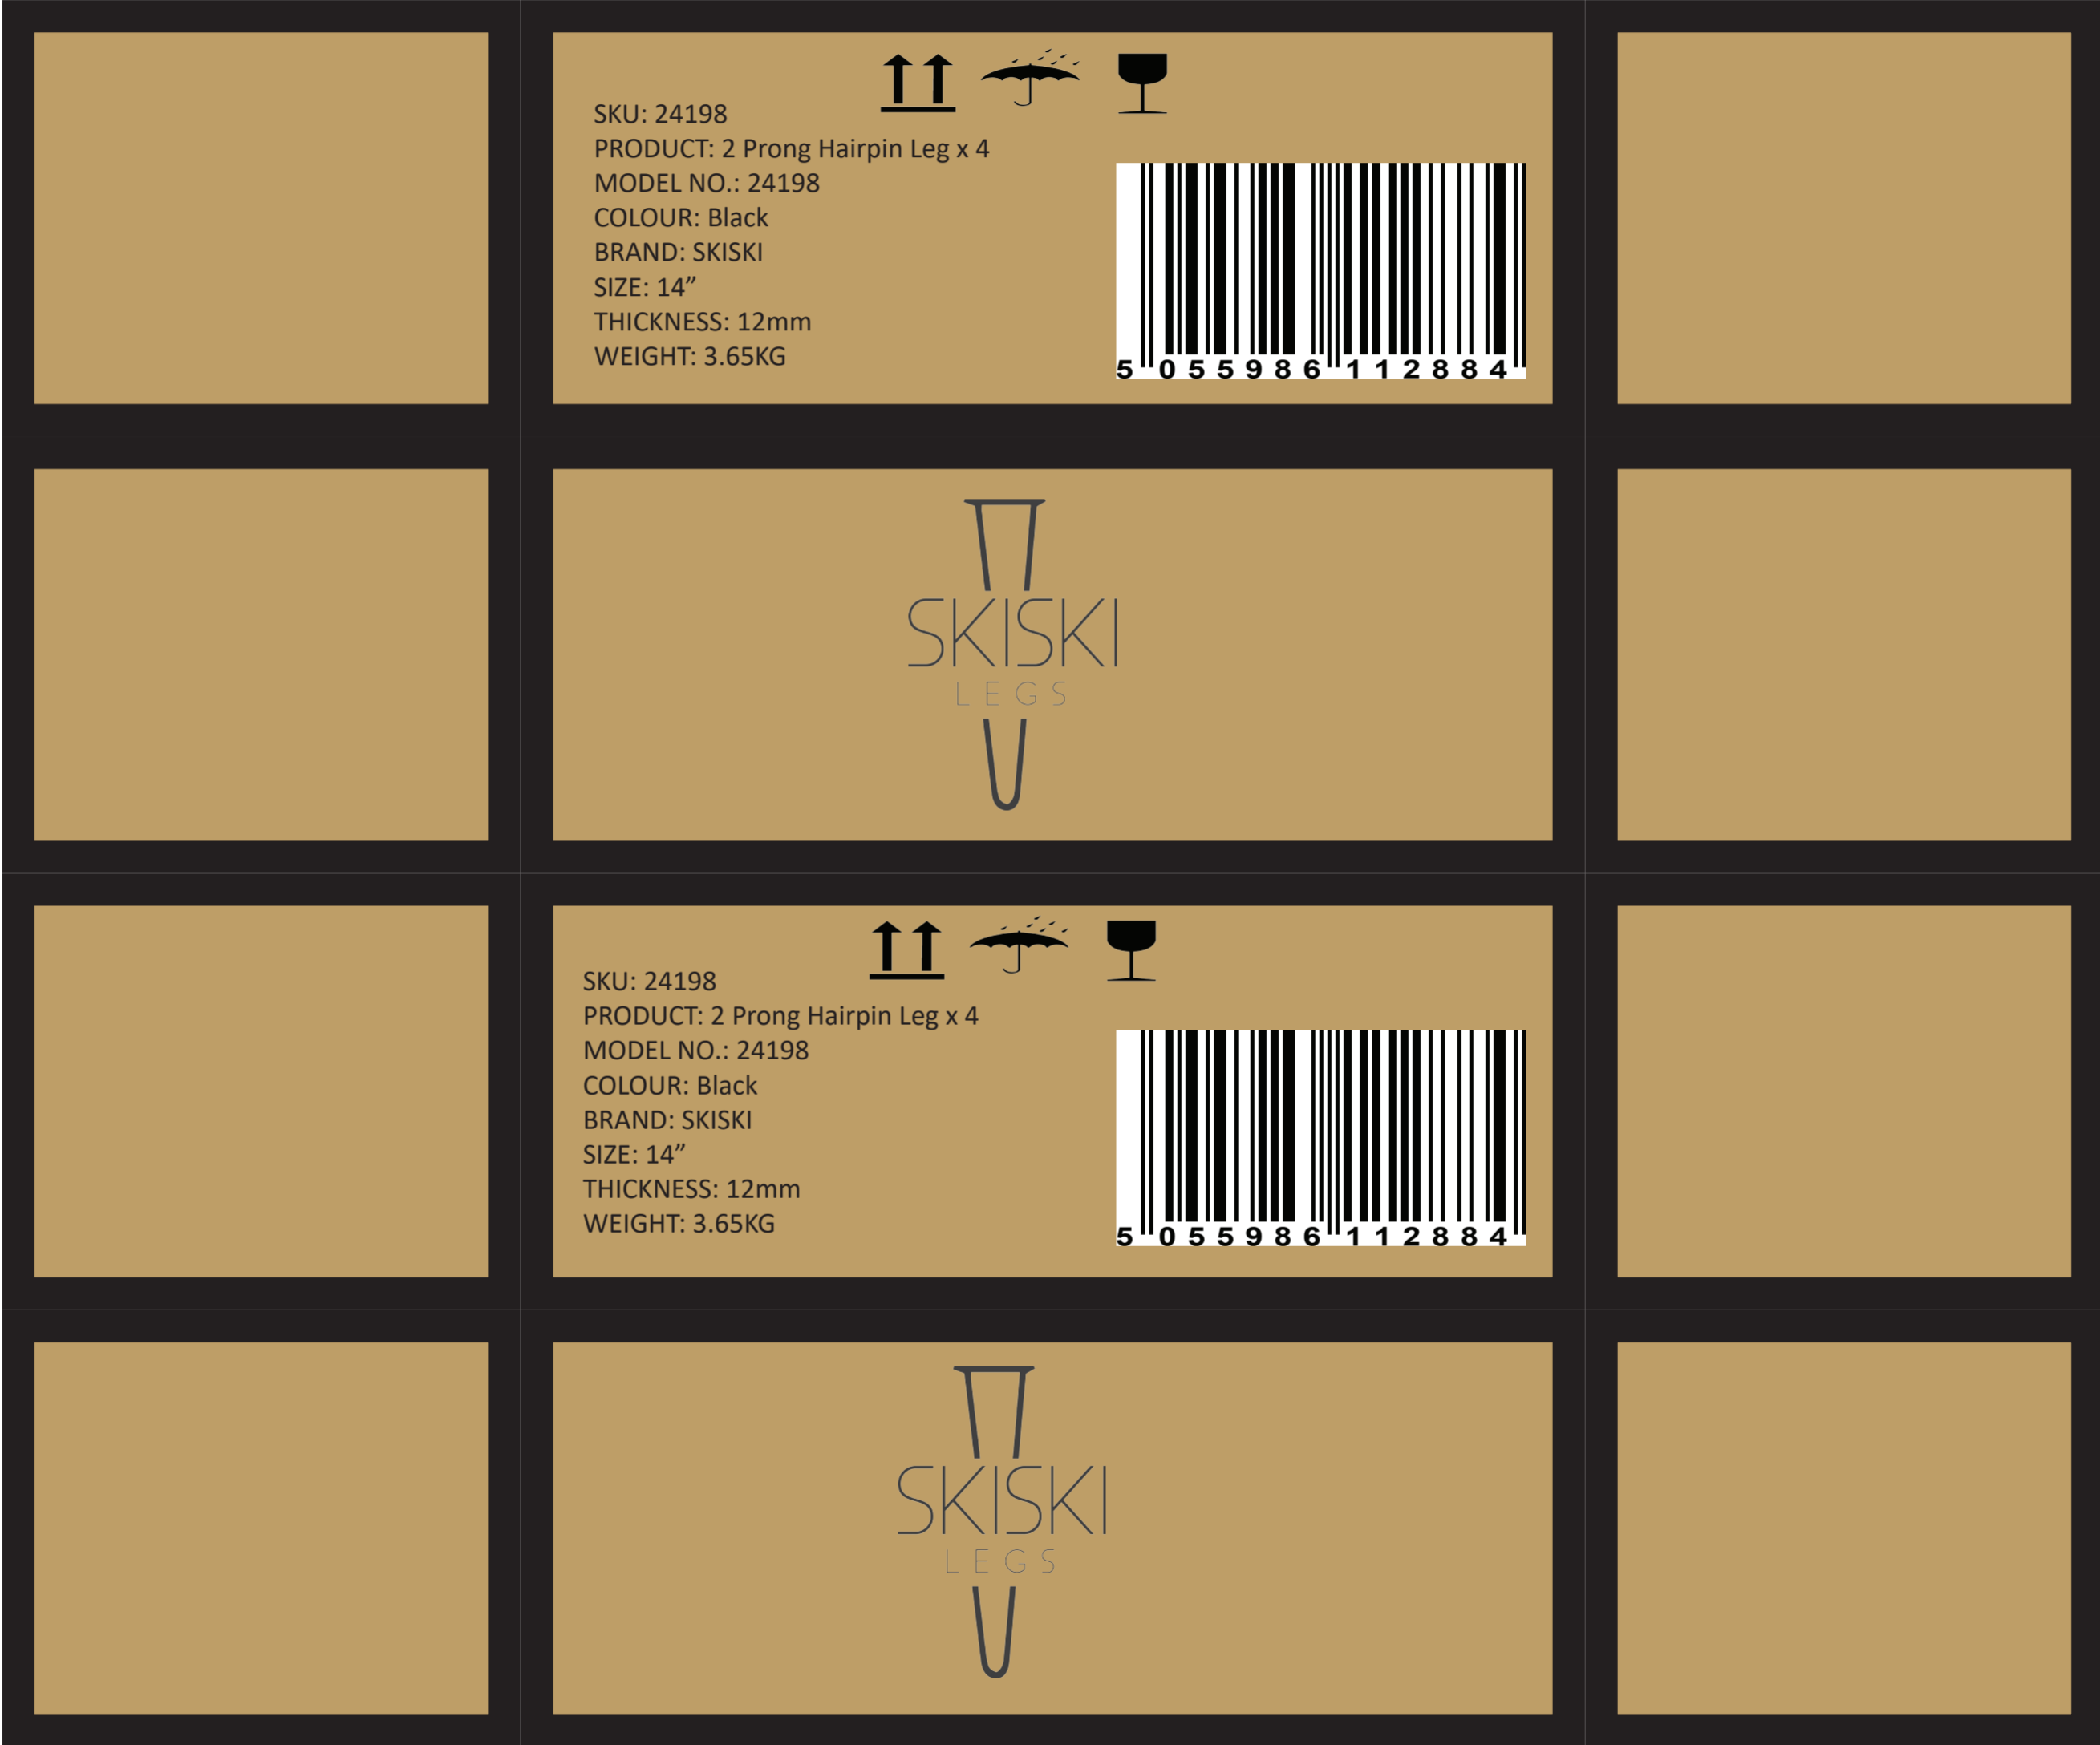 SKU: 24198
PRODUCT: 2 Prong Hairpin Leg x 4
MODEL NO.: 24198
COLOUR: Black
BRAND: SKISKI
SIZE: 14”
THICKNESS: 12mm
WEIGHT: 3.65KG
5 055986 112884
SKISKI
LEGS
SKU: 24198
PRODUCT: 2 Prong Hairpin Leg x 4
MODEL NO.: 24198
COLOUR: Black
BRAND: SKISKI
SIZE: 14”
THICKNESS: 12mm
WEIGHT: 3.65KG
5 055986 112884
SKISKI
LEGS